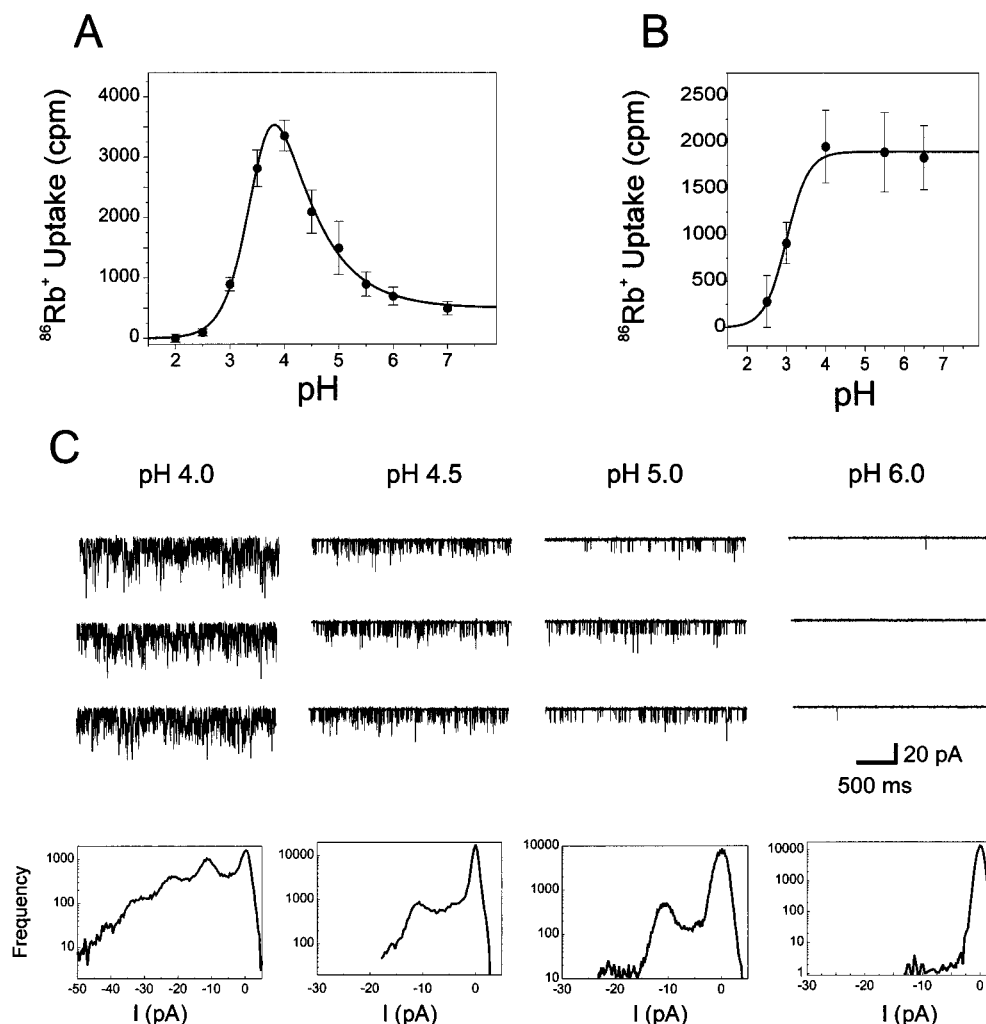 A
B
⁸⁶Rb⁺ Uptake (cpm)
4000
3000
2000
1000
0
2 3 4 5 6 7
pH
⁸⁶Rb⁺ Uptake (cpm)
2500
2000
1500
1000
500
0
2 3 4 5 6 7
pH
C
pH 4.0 pH 4.5 pH 5.0 pH 6.0
20 pA
500 ms
Frequency
1000
100
10
-50 -40 -30 -20 -10 0
I (pA)
10000
1000
100
-30 -20 -10 0
I (pA)
10000
1000
100
10
-30 -20 -10 0
I (pA)
10000
1000
100
10
1
-30 -20 -10 0
I (pA)